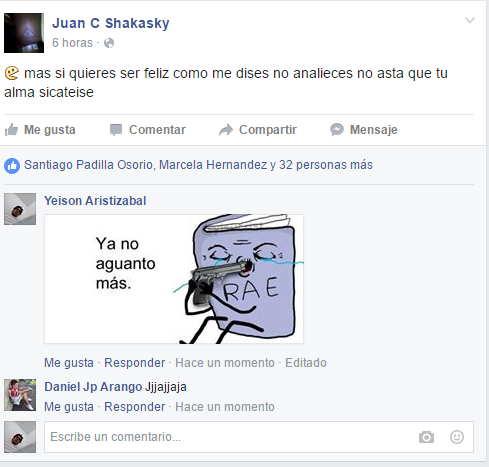 Juan C Shakasky
6 horas ·
mas si quieres ser feliz como me dises no analieces no asta que tu
alma sicateise
Me gusta Comentar Compartir Mensaje
Santiago Padilla Osorio, Marcela Hernandez y 32 personas más
Yeison Aristizabal
Ya no
aguanto
más.
RAE
Me gusta · Responder · Hace un momento · Editado
Daniel Jp Arango Jjjajjaja
Me gusta · Responder · Hace un momento
Escribe un comentario...